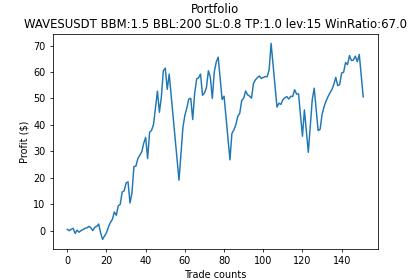 Portfolio
WAVESUSDT BBM:1.5 BBL:200 SL:0.8 TP:1.0 lev:15 WinRatio:67.0
70
60
50
40
30
20
10
0
Profit ($)
0 20 40 60 80 100 120 140
Trade counts